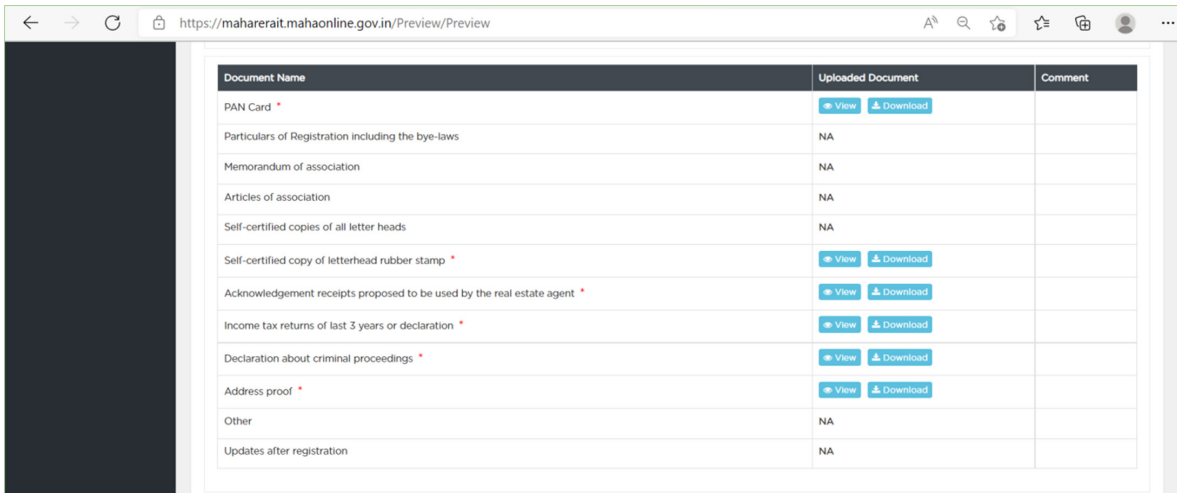 https://maharerait.mahaonline.gov.in/Preview/Preview
Document Name Uploaded Document Comment
PAN Card * View Download
Particulars of Registration including the bye-laws NA
Memorandum of association NA
Articles of association NA
Self-certified copies of all letter heads NA
Self-certified copy of letterhead rubber stamp * View Download
Acknowledgement receipts proposed to be used by the real estate agent * View Download
Income tax returns of last 3 years or declaration * View Download
Declaration about criminal proceedings * View Download
Address proof * View Download
Other NA
Updates after registration NA